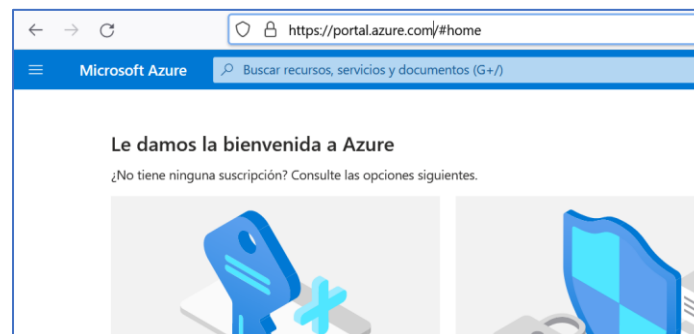 https://portal.azure.com/#home
Microsoft Azure
Buscar recursos, servicios y documentos (G+/)
Le damos la bienvenida a Azure
¿No tiene ninguna suscripción? Consulte las opciones siguientes.